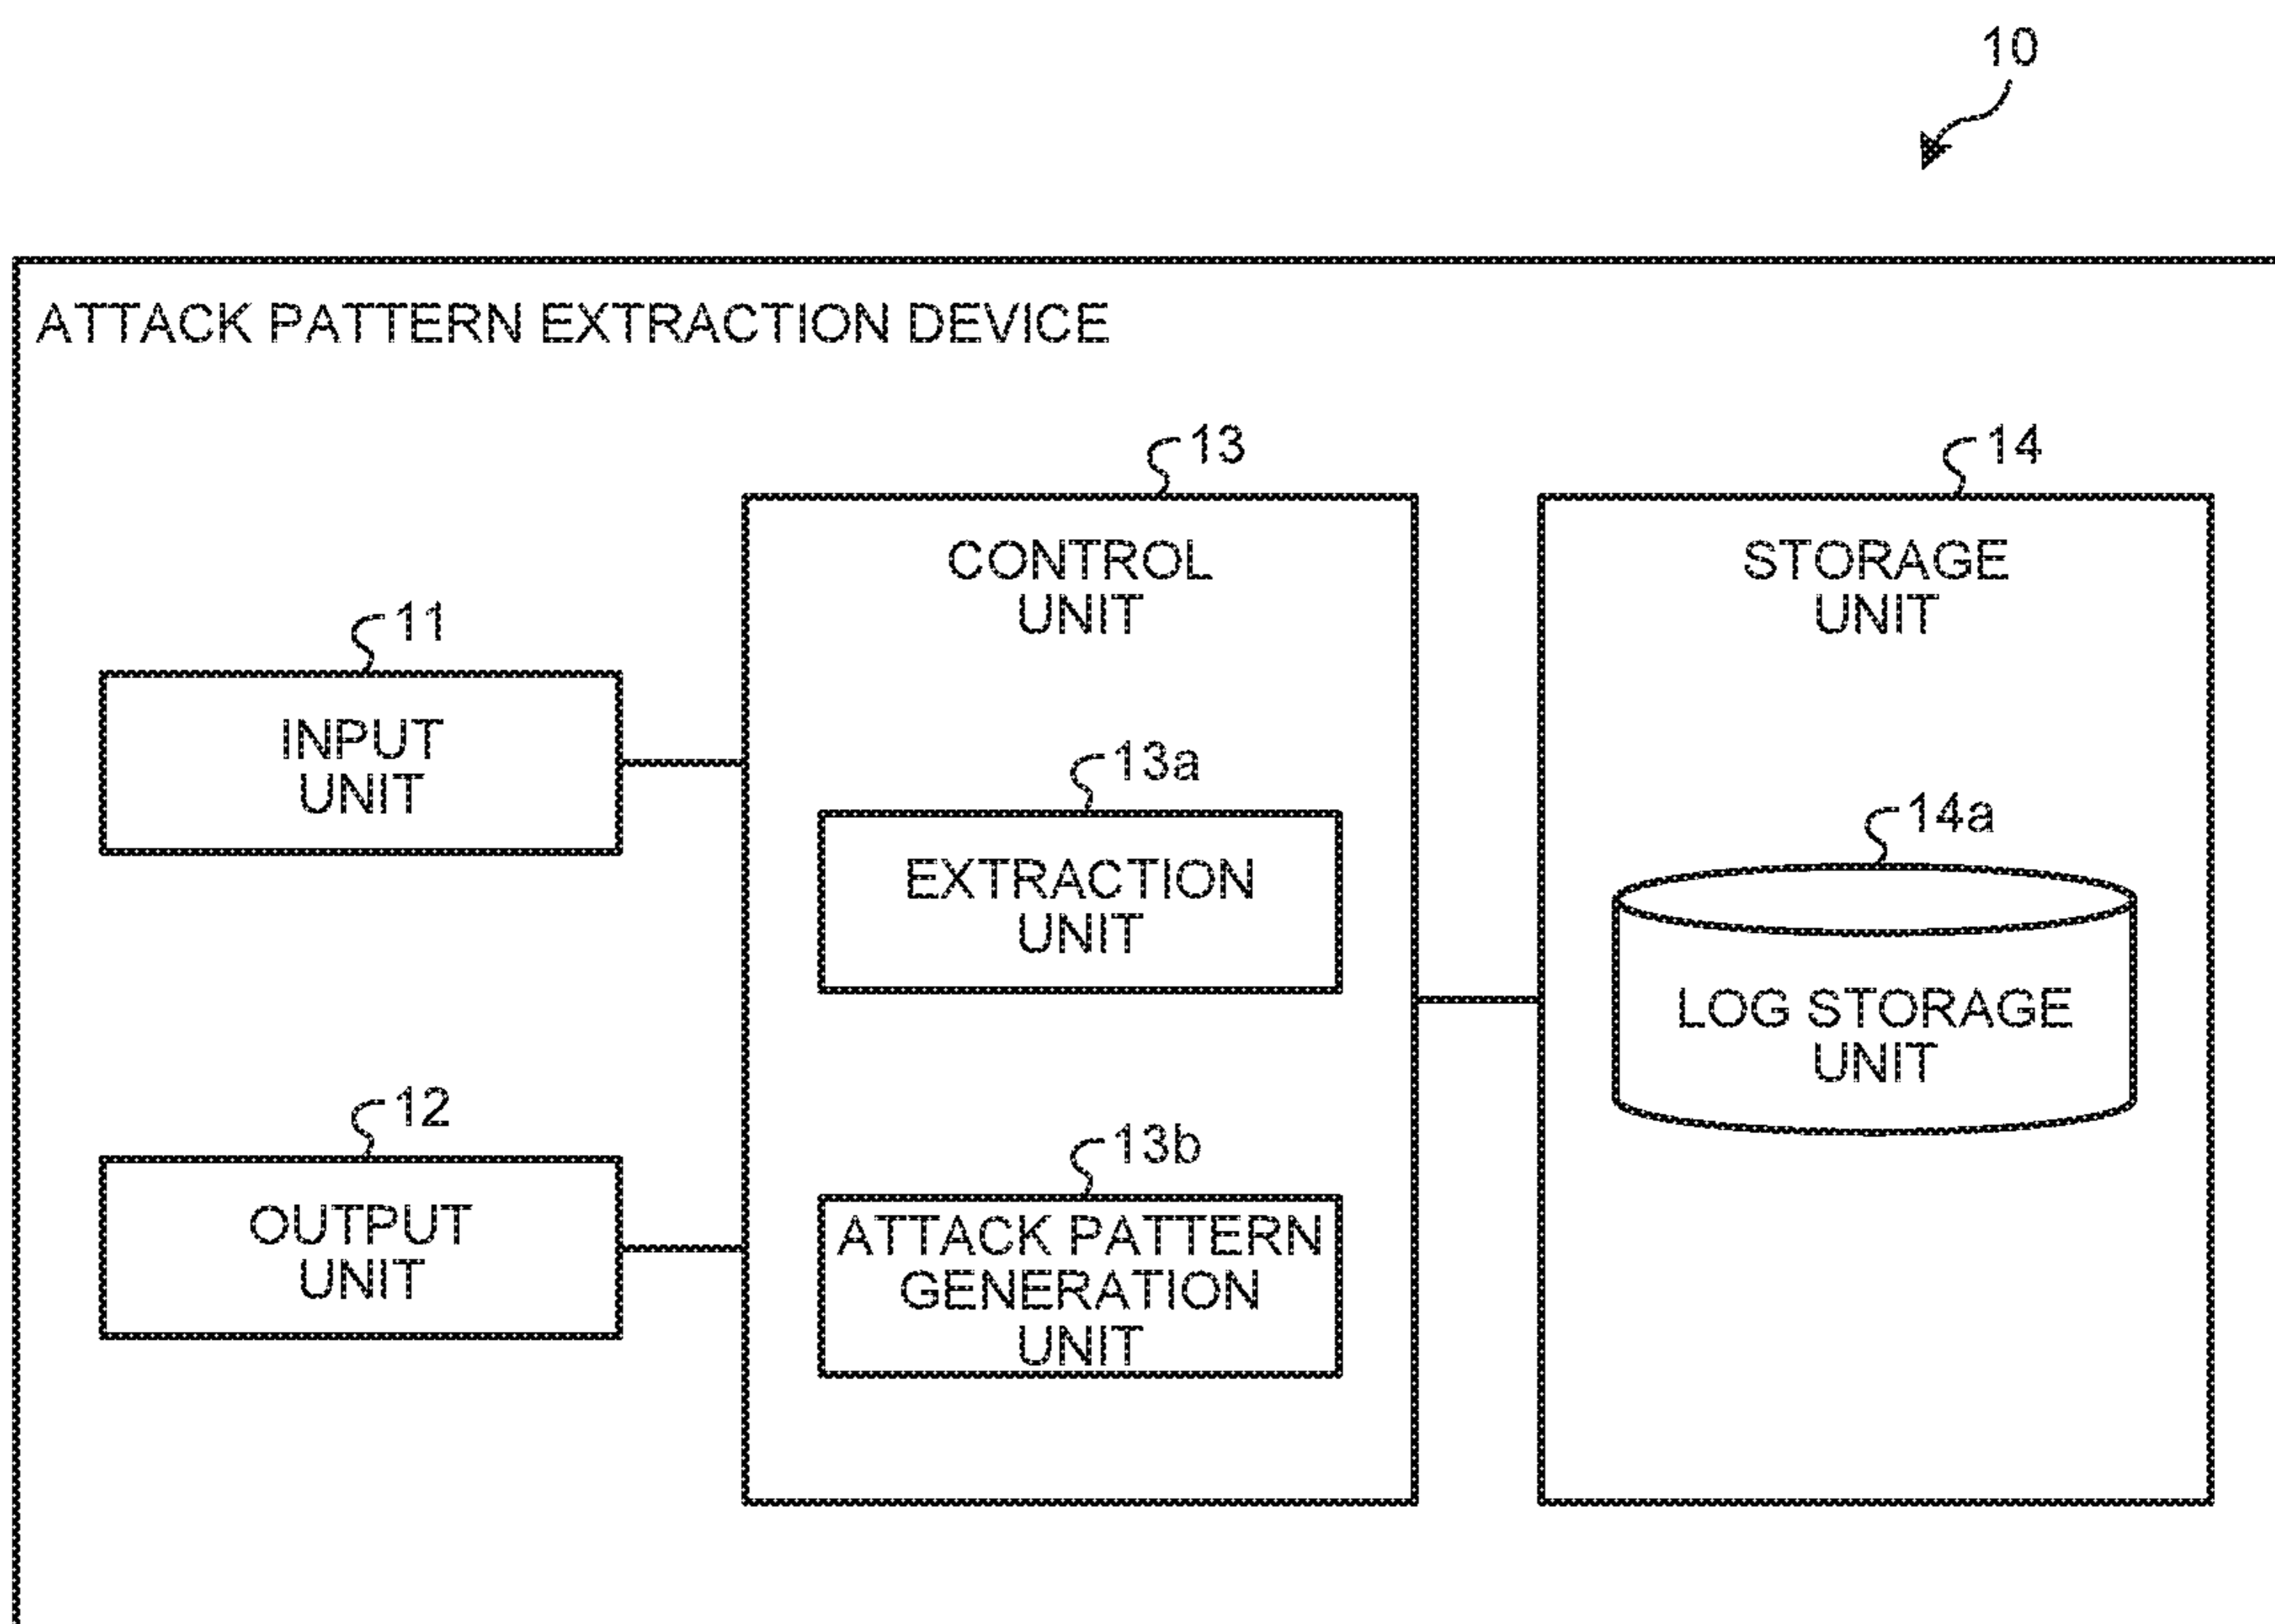 10
ATTACK PATTERN EXTRACTION DEVICE
13
CONTROL
UNIT
14
STORAGE
UNIT
11
INPUT
UNIT
13a
EXTRACTION
UNIT
14a
LOG STORAGE
UNIT
12
OUTPUT
UNIT
13b
ATTACK PATTERN
GENERATION
UNIT